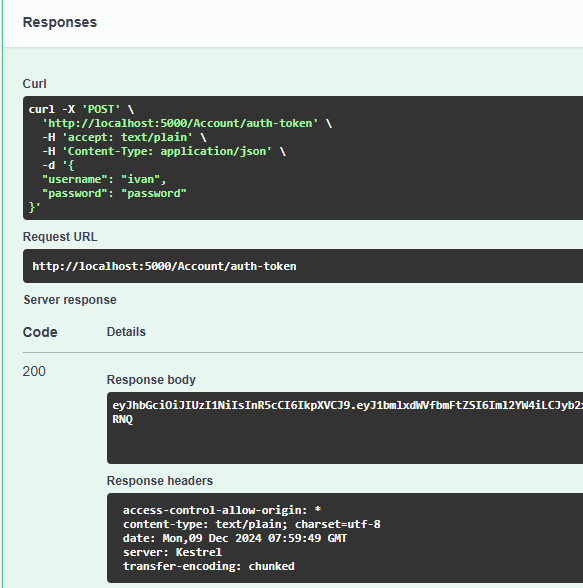 Responses
Curl
curl -X 'POST' \
'http://localhost:5000/Account/auth-token' \
-H 'accept: text/plain' \
-H 'Content-Type: application/json' \
-d '{
"username": "ivan",
"password": "password"
}'
Request URL
http://localhost:5000/Account/auth-token
Server response
Code Details
200
Response body
eyJhbGciOiJIUzI1NiIsInR5cCI6IkpXVCJ9.eyJ1bmlxdWVfbmFtZSI6Iml2YW4iLCJyb2x
RNQ
Response headers
access-control-allow-origin: *
content-type: text/plain; charset=utf-8
date: Mon,09 Dec 2024 07:59:49 GMT
server: Kestrel
transfer-encoding: chunked